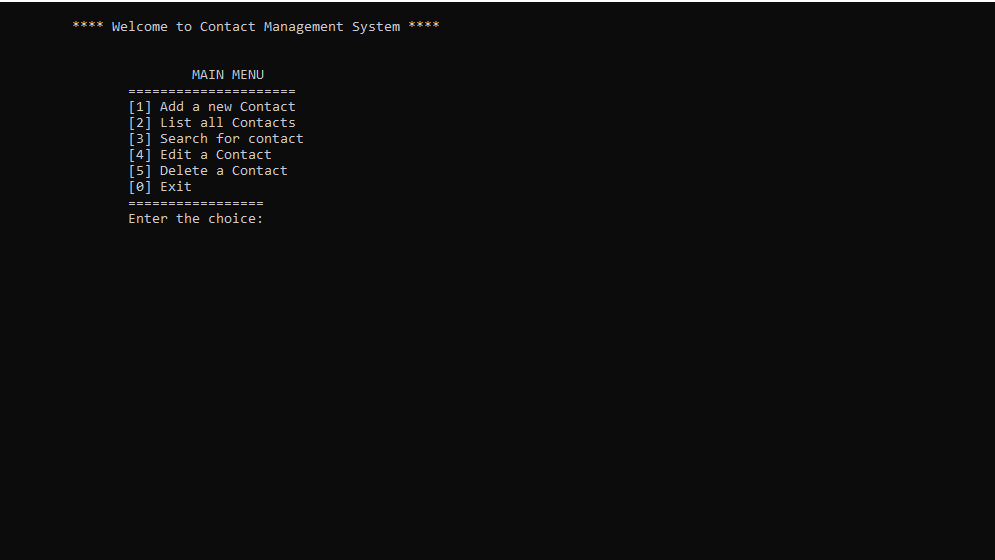 **** Welcome to Contact Management System ****
MAIN MENU
=====================
[1] Add a new Contact
[2] List all Contacts
[3] Search for contact
[4] Edit a Contact
[5] Delete a Contact
[0] Exit
=================
Enter the choice: